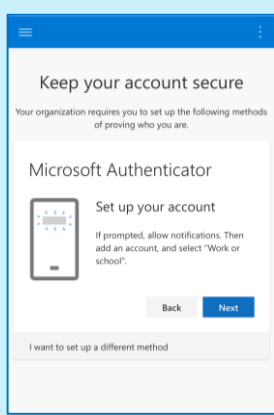 Keep your account secure
Your organization requires you to set up the following methods
of proving who you are.
Microsoft Authenticator
Set up your account
If prompted, allow notifications. Then
add an account, and select "Work or
school".
Back Next
I want to set up a different method